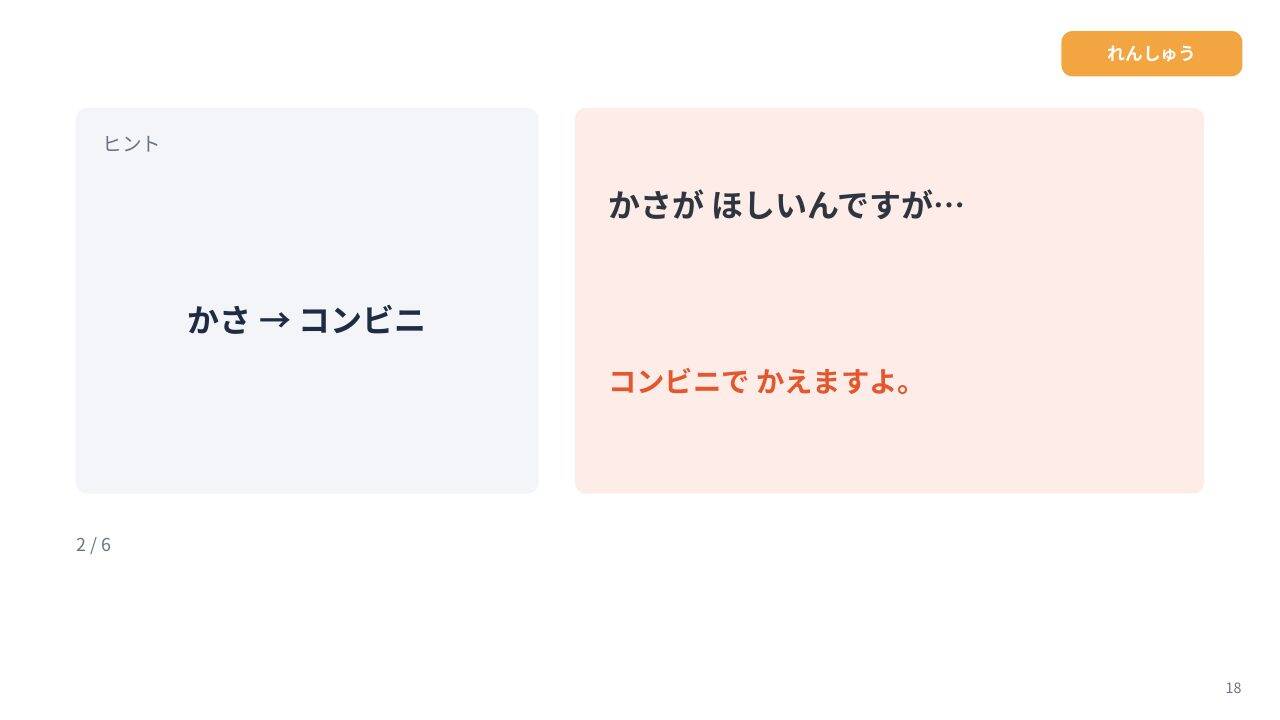 れんしゅう
ヒント
かさ → コンビニ
かさが ほしいんですが…
コンビニで かえますよ。
2 / 6
18